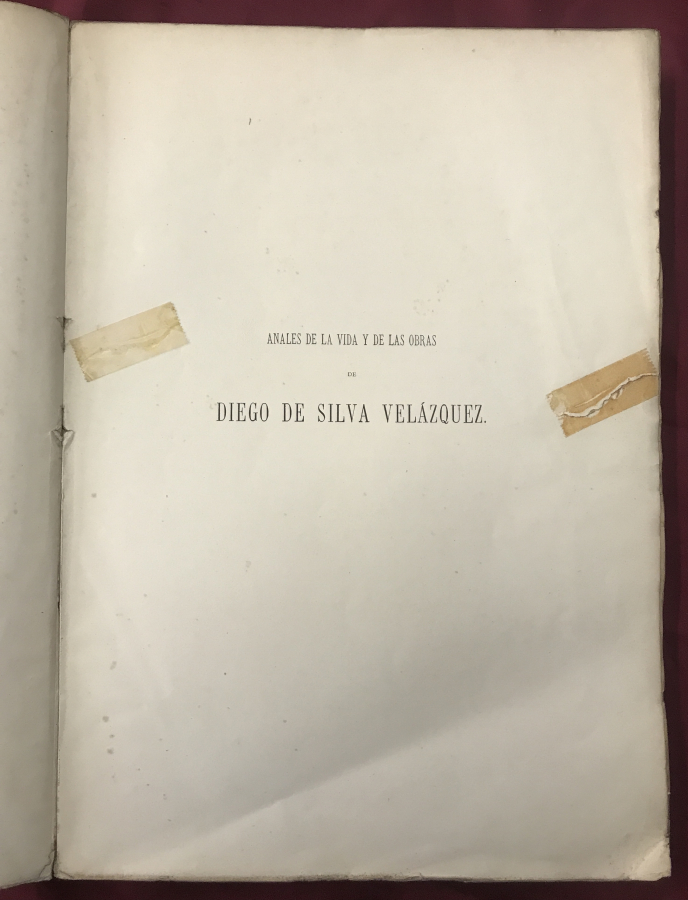 ANALES DE LA VIDA Y DE LAS OBRAS
DE
DIEGO DE SILVA VELÁZQUEZ.